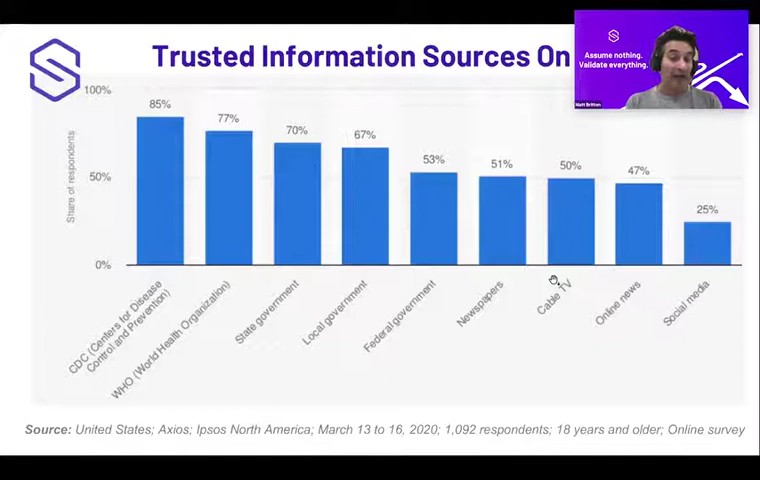 Trusted Information Sources On
Assume nothing.
Validate everything.
Matt Britton
Share of respondents
100%
50%
0%
85%
77%
70%
67%
53%
51%
50%
47%
25%
CDC (Centers for Disease
Control and Prevention)
WHO (World Health Organization)
State government
Local government
Federal government
Newspapers
Cable TV
Online news
Social media
Source: United States; Axios; Ipsos North America; March 13 to 16, 2020; 1,092 respondents; 18 years and older; Online survey